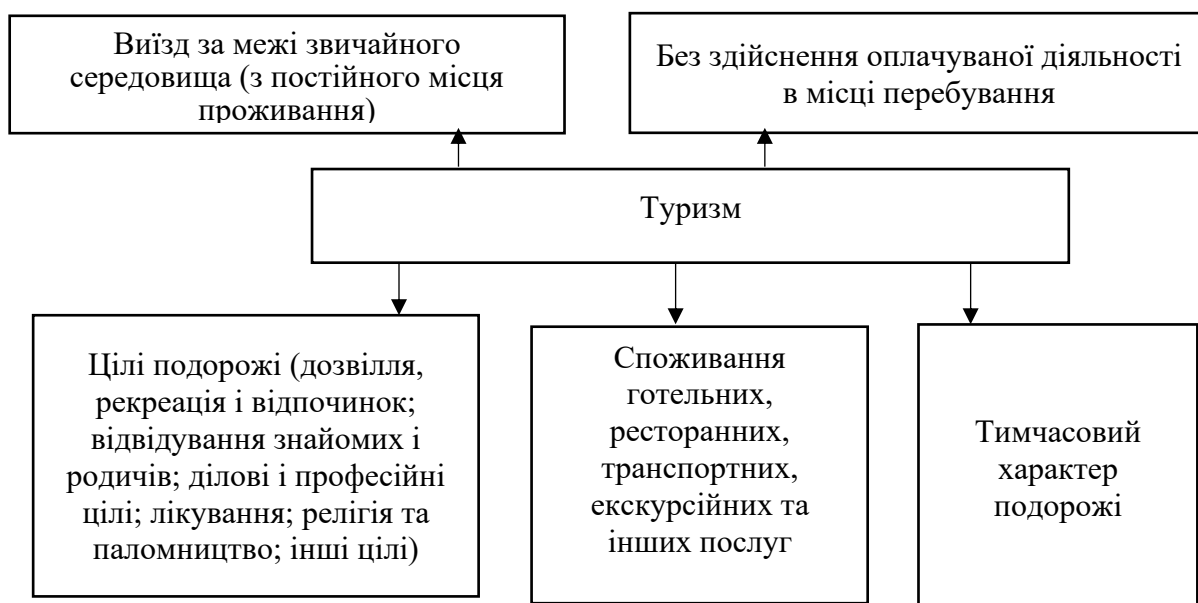 Виїзд за межі звичайного
середовища (з постійного місця
проживання)
Без здійснення оплачуваної діяльності
в місці перебування
Туризм
Цілі подорожі (дозвілля,
рекреація і відпочинок;
відвідування знайомих і
родичів; ділові і професійні
цілі; лікування; релігія та
паломництво; інші цілі)
Споживання
готельних,
ресторанних,
транспортних,
екскурсійних та
інших послуг
Тимчасовий
характер
подорожі